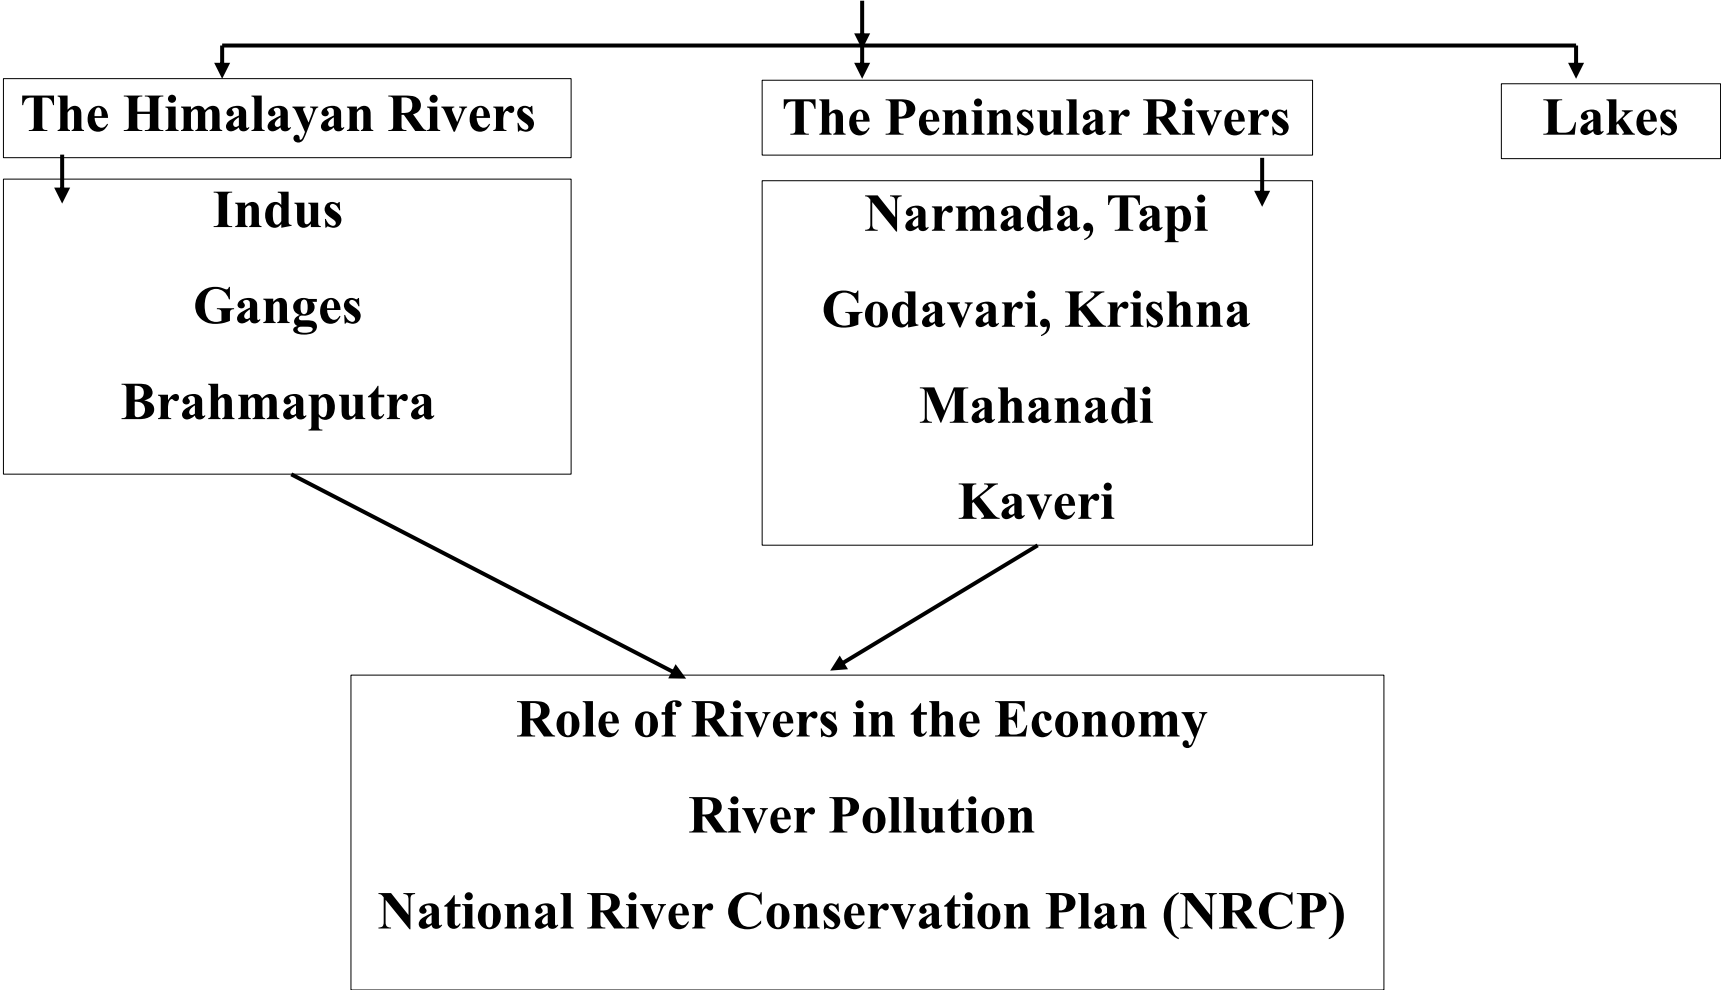 The Himalayan Rivers
The Peninsular Rivers
Lakes
Indus
Ganges
Brahmaputra
Narmada, Tapi
Godavari, Krishna
Mahanadi
Kaveri
Role of Rivers in the Economy
River Pollution
National River Conservation Plan (NRCP)